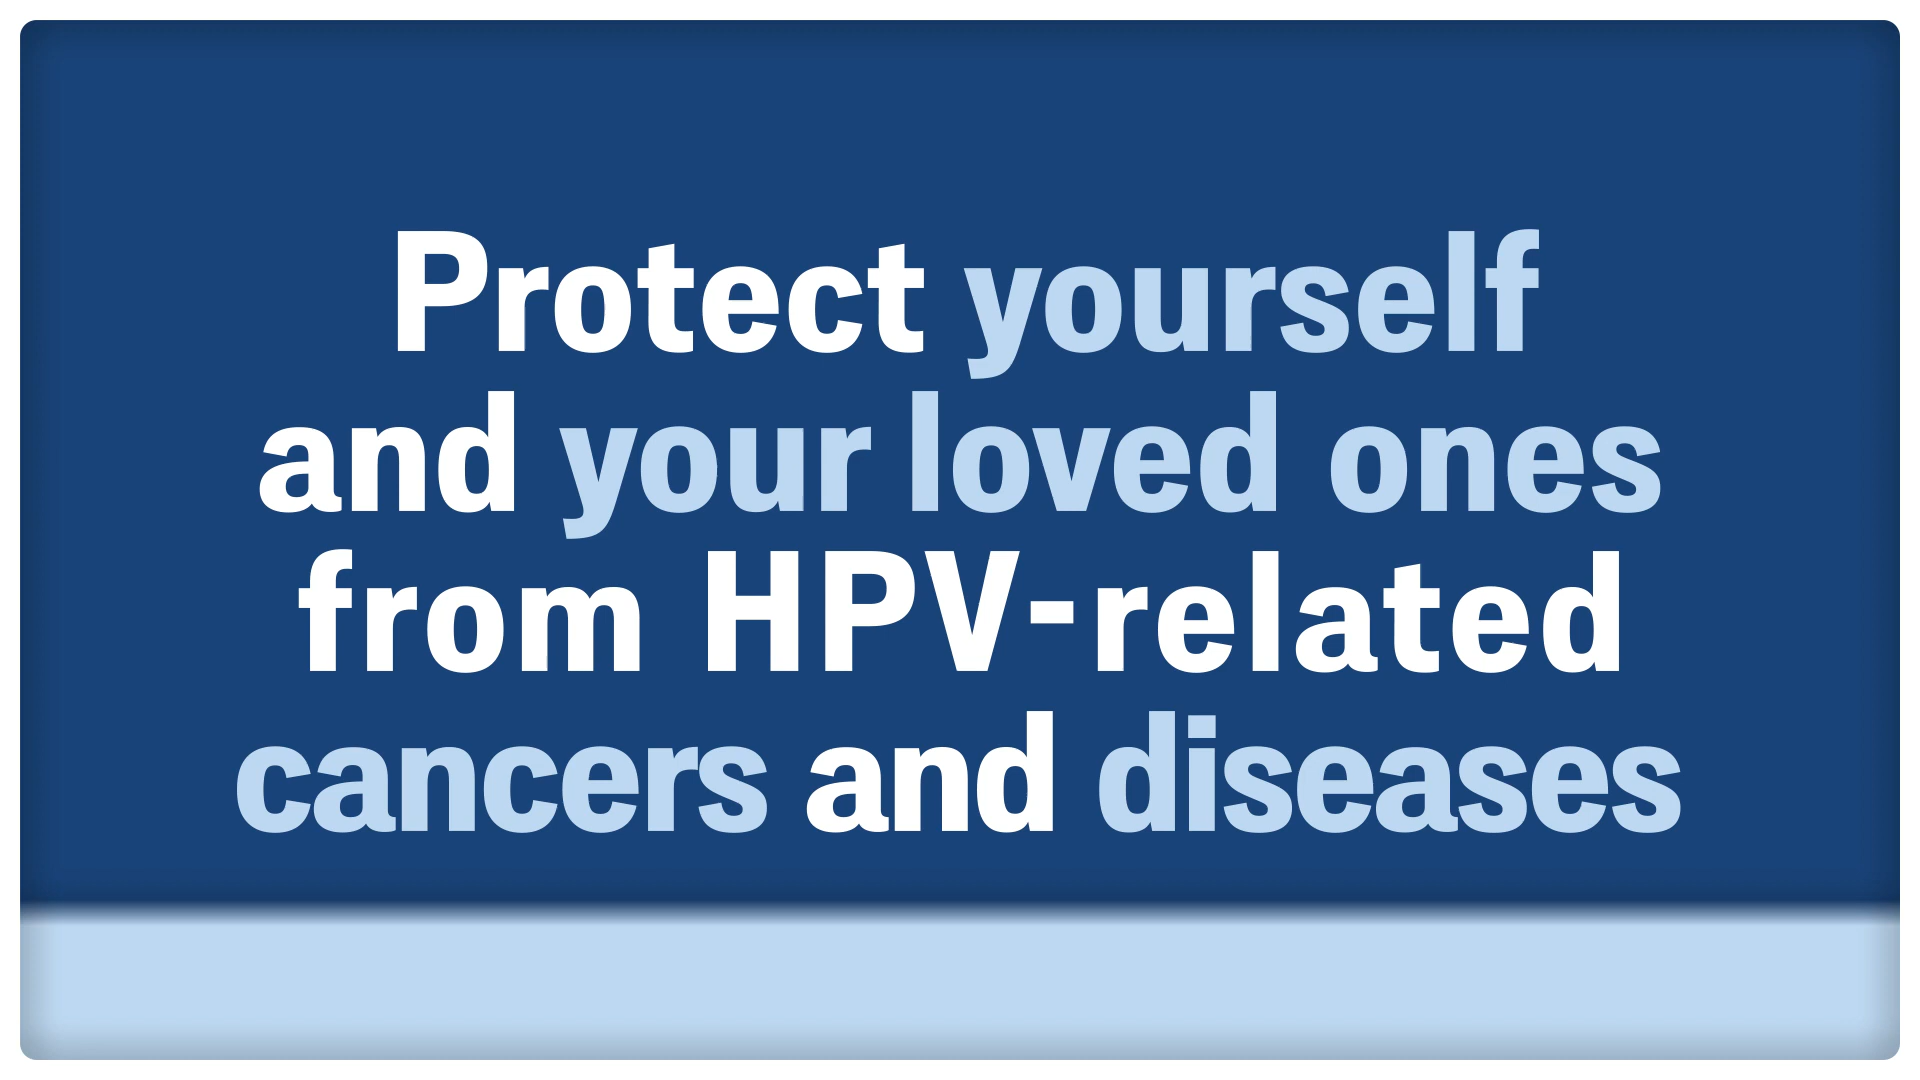 Protect yourself
and your loved ones
from HPV-related
cancers and diseases